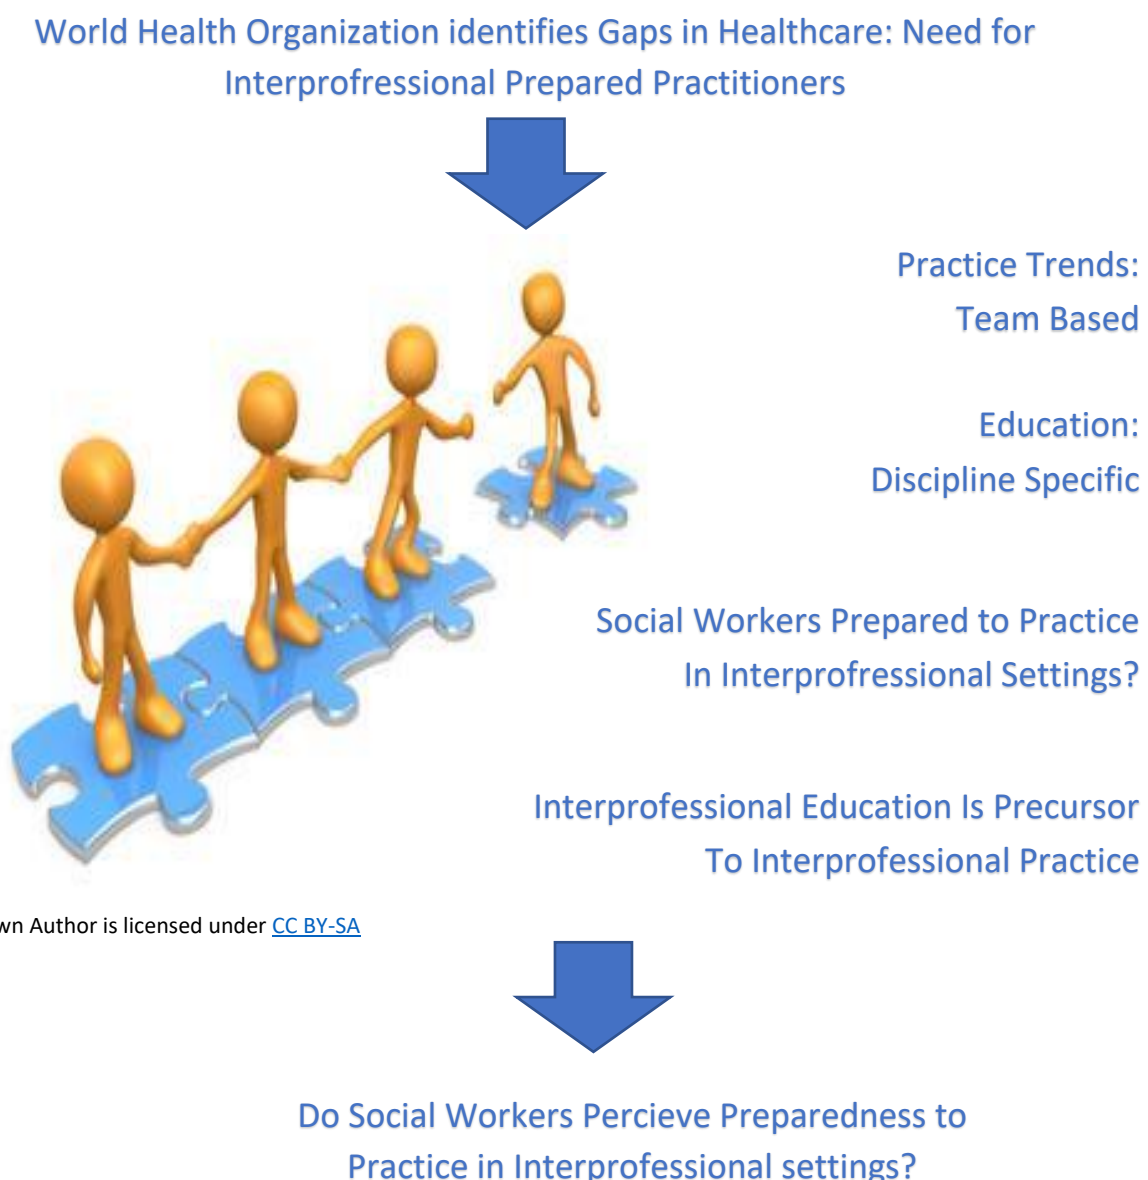 World Health Organization identifies Gaps in Healthcare: Need for
Interprofressional Prepared Practitioners
Practice Trends:
Team Based
Education:
Discipline Specific
Social Workers Prepared to Practice
In Interprofressional Settings?
Interprofessional Education Is Precursor
To Interprofessional Practice
wn Author is licensed under CC BY-SA
Do Social Workers Percieve Preparedness to
Practice in Interprofessional settings?